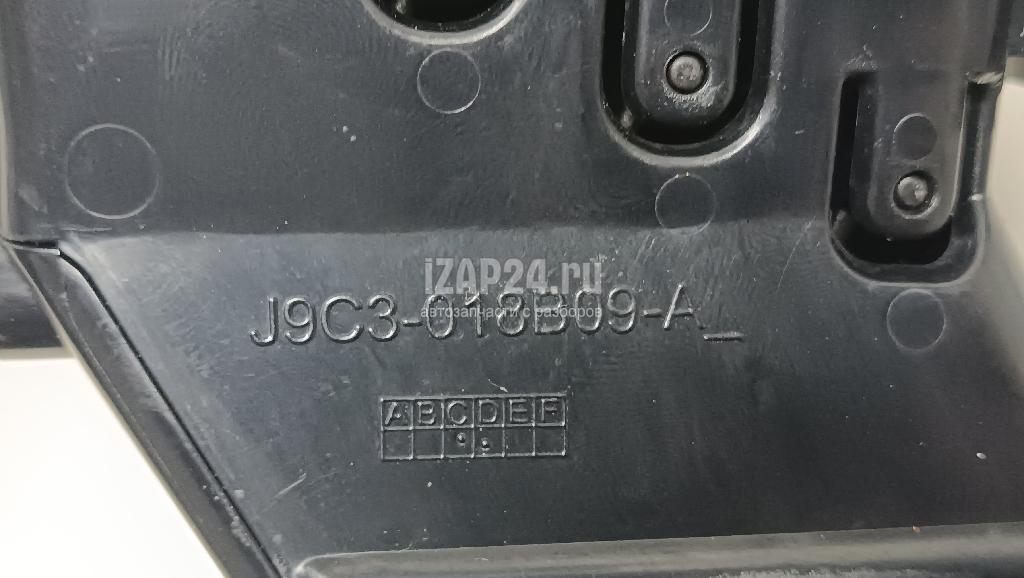 iZAP24.ru
J9C3-018B09-A_
автозапчасти с разборов
A B C D E F